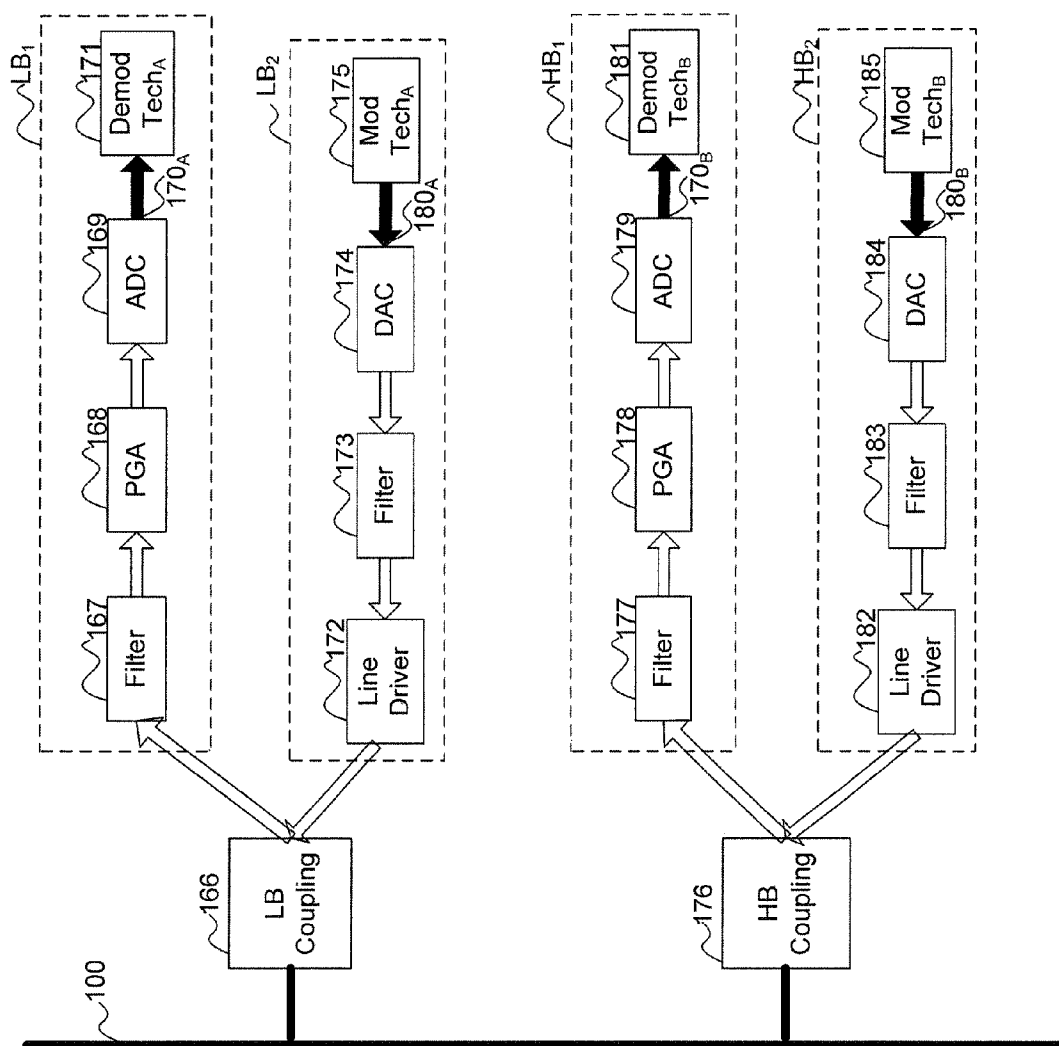 LB1
167
Filter
168
PGA
169
ADC
170A
171
Demod
TechA
LB2
172
Line
Driver
173
Filter
174
DAC
180A
175
Mod
TechA
166
LB
Coupling
HB1
177
Filter
178
PGA
179
ADC
170B
181
Demod
TechB
HB2
182
Line
Driver
183
Filter
184
DAC
180B
185
Mod
TechB
176
HB
Coupling
100